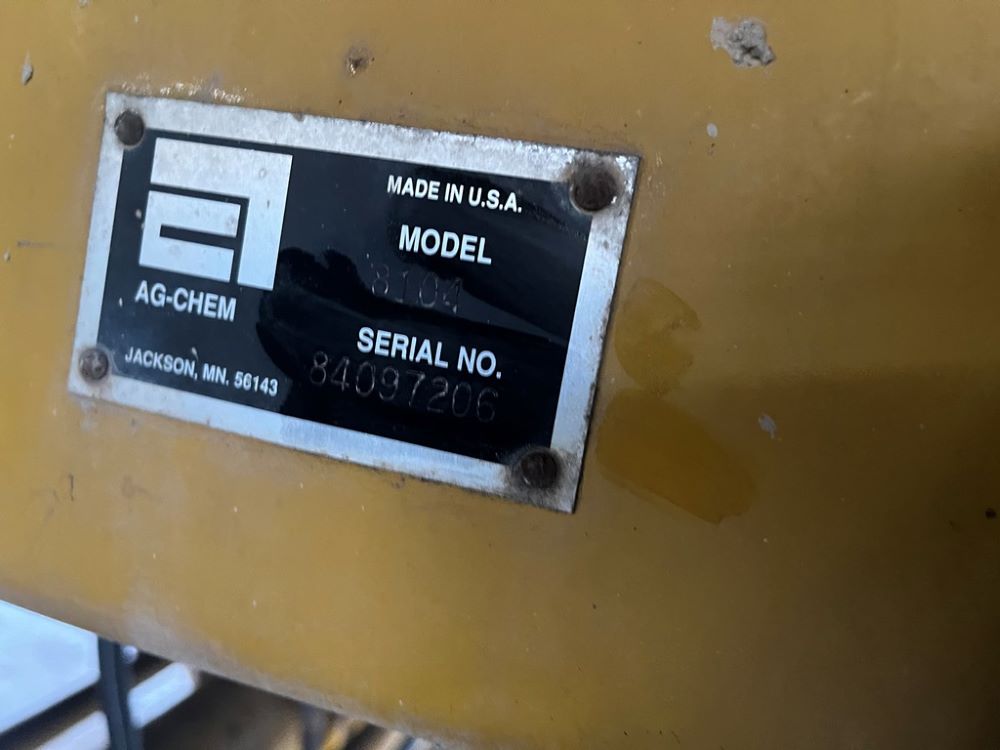 MADE IN U.S.A.
MODEL
8104
AG-CHEM
SERIAL NO.
JACKSON, MN. 56143
84097206